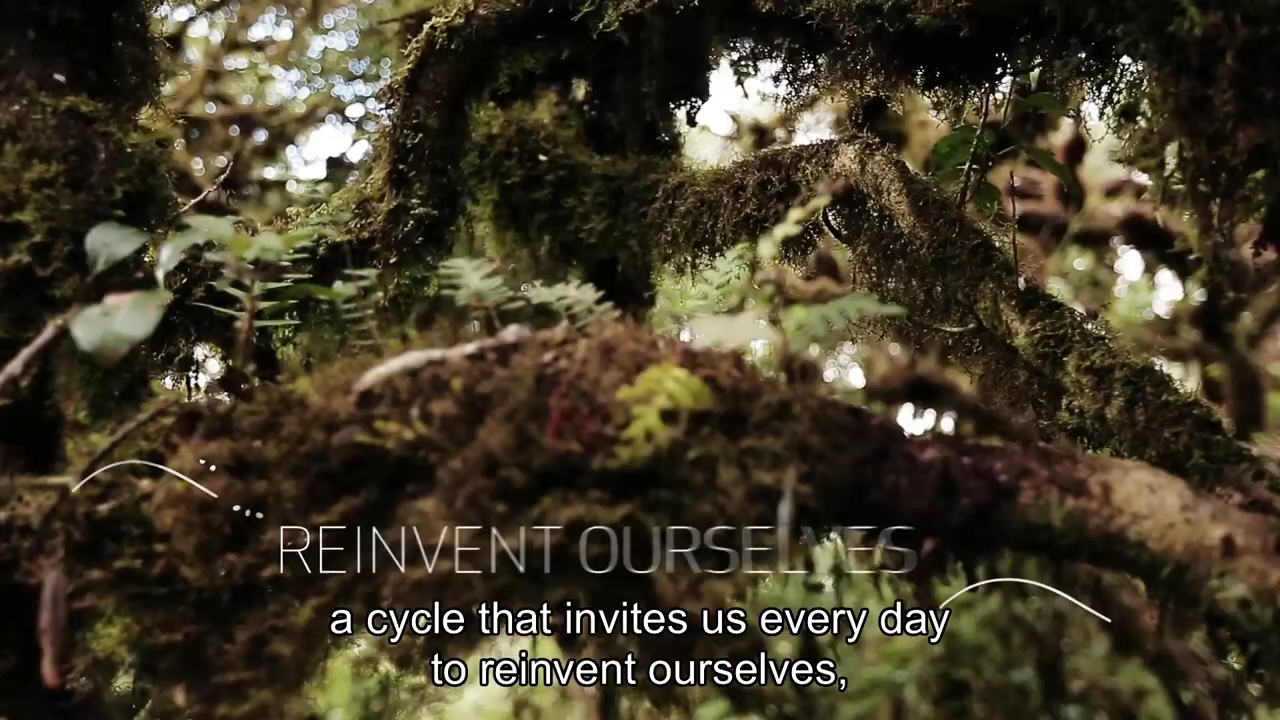 REINVENT OURSELVES
a cycle that invites us every day
to reinvent ourselves,